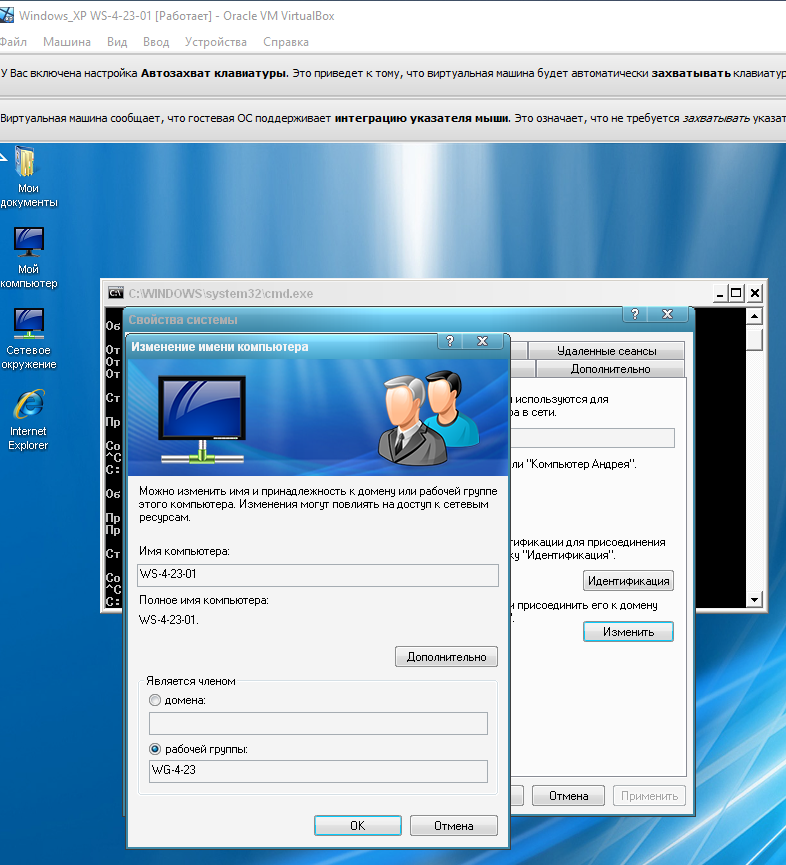 Windows_XP WS-4-23-01 [Работает] - Oracle VM VirtualBox
Файл Машина Вид Ввод Устройства Справка
У Вас включена настройка Автозахват клавиатуры. Это приведет к тому, что виртуальная машина будет автоматически захватывать клавиатур
Виртуальная машина сообщает, что гостевая ОС поддерживает интеграцию указателя мыши. Это означает, что не требуется захватывать указат
Мои
документы
Мой
компьютер
Сетевое
окружение
Internet
Explorer
C:\WINDOWS\system32\cmd.exe
Об
От
От
От
Ст
Пр
Со
^C
C:
Об
Пр
Пр
Ст
Со
^C
C:
Свойства системы
Удаленные сеансы
Дополнительно
используются для
ра в сети.
ли "Компьютер Андрея".
тификации для присоединения
ку "Идентификация".
Идентификация
и присоединить его к домену
".
Изменить
Отмена
Применить
Изменение имени компьютера
Можно изменить имя и принадлежность к домену или рабочей группе
этого компьютера. Изменения могут повлиять на доступ к сетевым
ресурсам.
Имя компьютера:
WS-4-23-01
Полное имя компьютера:
WS-4-23-01.
Дополнительно
Является членом
домена:
рабочей группы:
WG-4-23
OK
Отмена